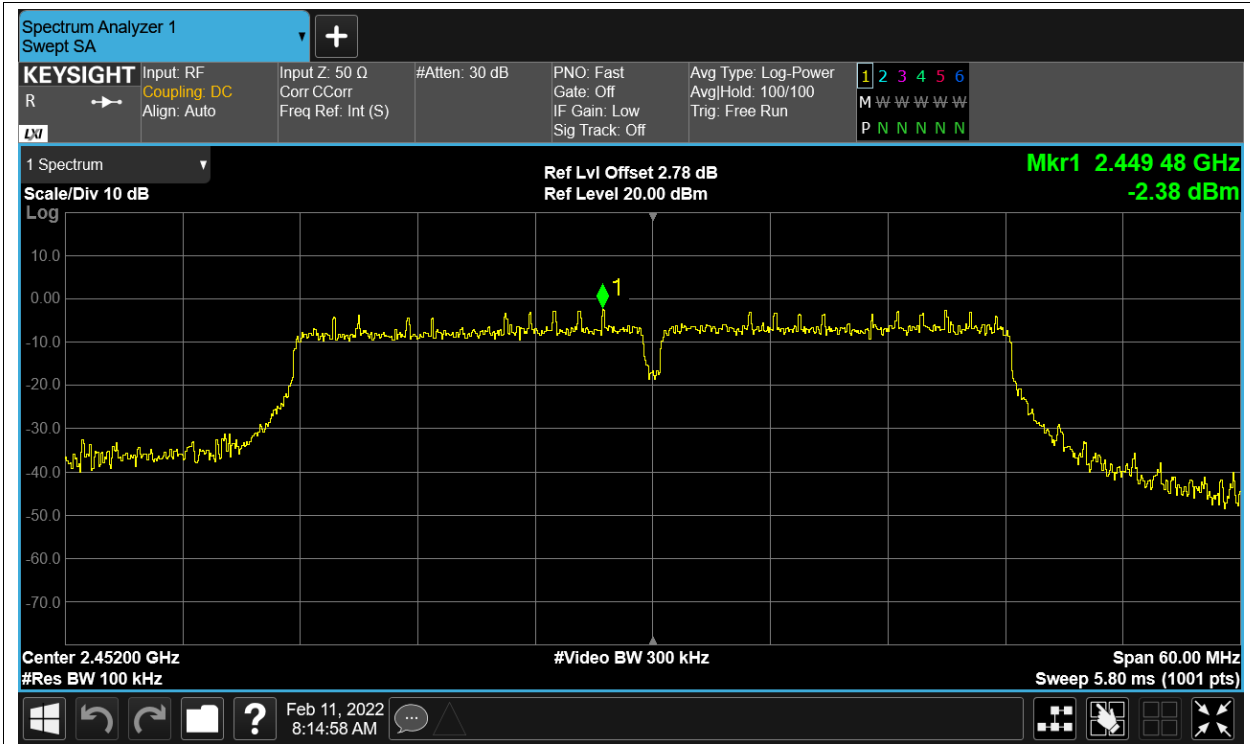 Spectrum Analyzer 1
Swept SA
+
KEYSIGHT Input: RF Input Z: 50 Ω #Atten: 30 dB PNO: Fast Avg Type: Log-Power 1 2 3 4 5 6
R Coupling: DC Corr CCorr Gate: Off Avg|Hold: 100/100 M W W W W W
Align: Auto Freq Ref: Int (S) IF Gain: Low Trig: Free Run
LXI Sig Track: Off P N N N N N
1 Spectrum
Ref Lvl Offset 2.78 dB Mkr1 2.449 48 GHz
Scale/Div 10 dB Ref Level 20.00 dBm -2.38 dBm
Log
10.0
1
0.00
-10.0
-20.0
-30.0
-40.0
-50.0
-60.0
-70.0
Center 2.45200 GHz #Video BW 300 kHz Span 60.00 MHz
#Res BW 100 kHz Sweep 5.80 ms (1001 pts)
? Feb 11, 2022
8:14:58 AM